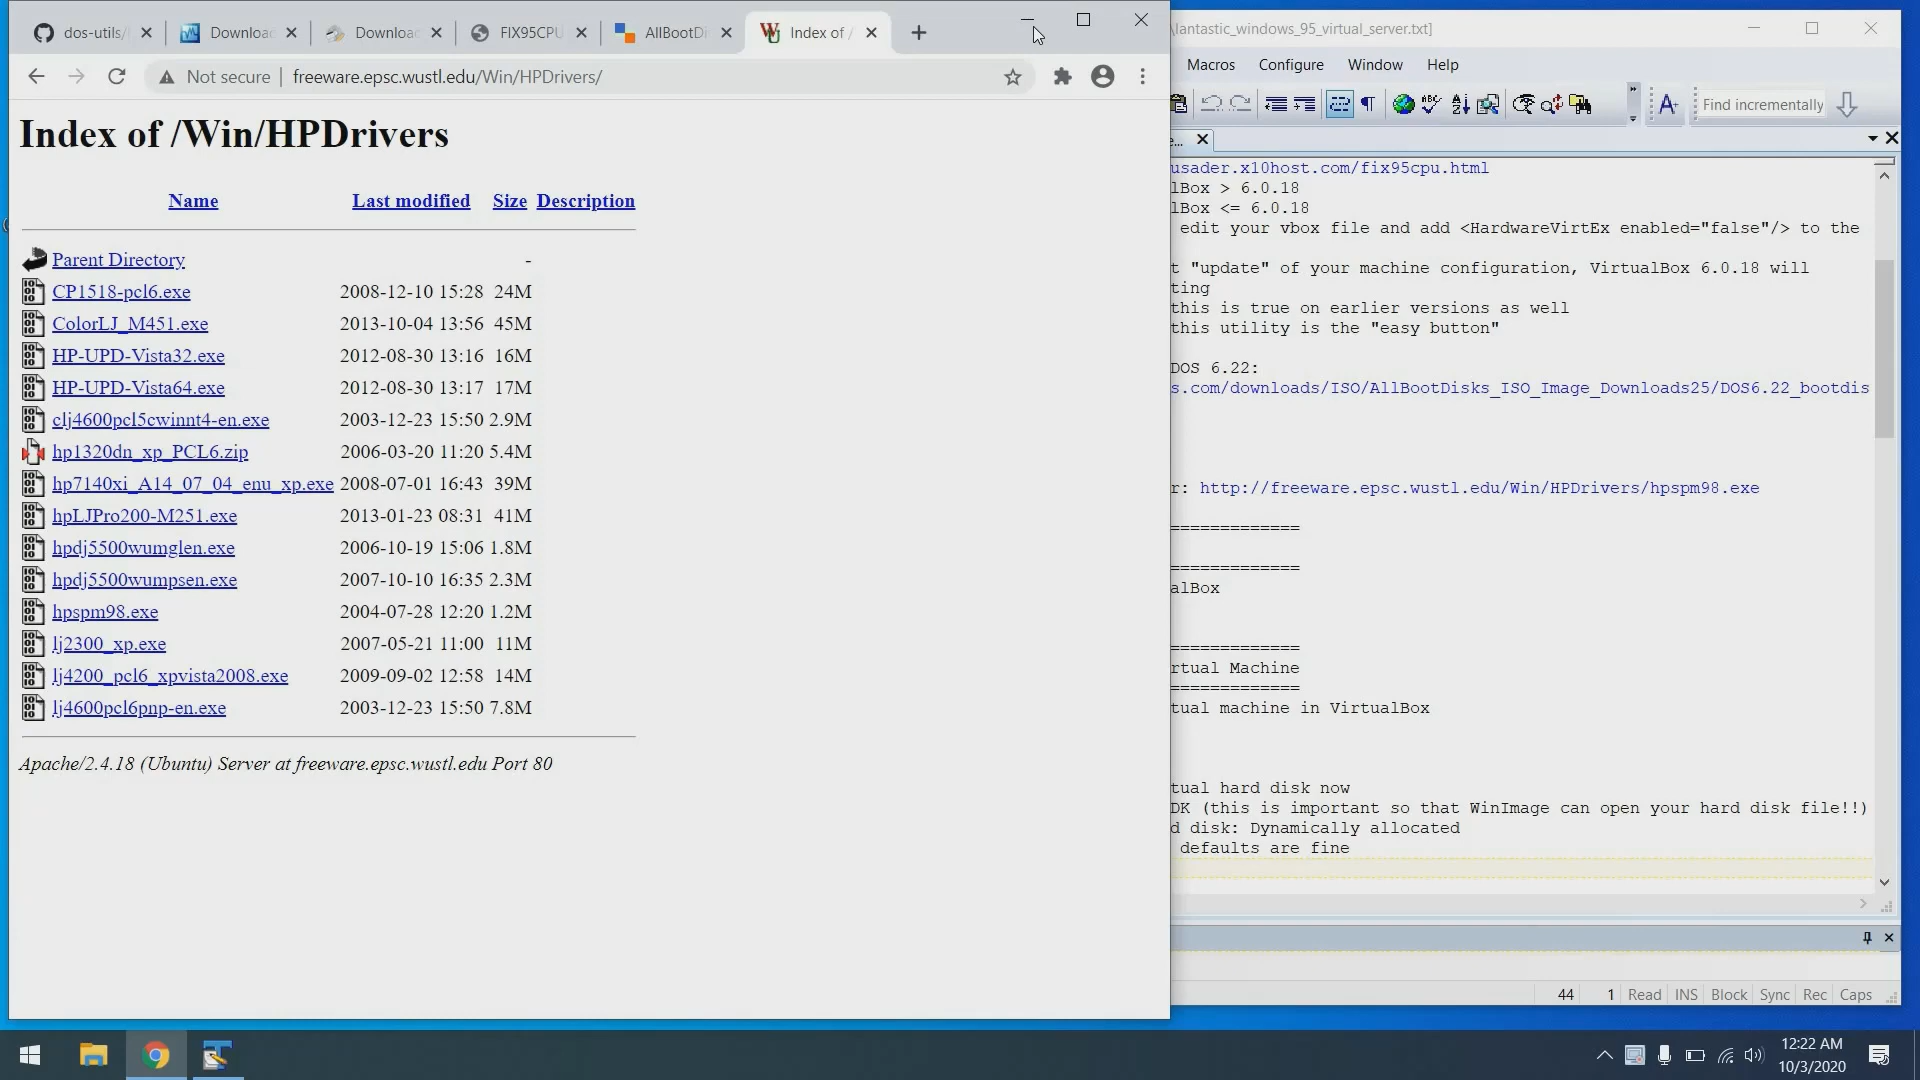 dos-utils/
Downloa
Downloa
FIX95CPU
AllBootDi
Index of /
\lantastic_windows_95_virtual_server.txt]
Not secure | freeware.epsc.wustl.edu/Win/HPDrivers/
Macros Configure Window Help
Find incrementally
Index of /Win/HPDrivers
Name Last modified Size Description
Parent Directory -
CP1518-pcl6.exe 2008-12-10 15:28 24M
ColorLJ_M451.exe 2013-10-04 13:56 45M
HP-UPD-Vista32.exe 2012-08-30 13:16 16M
HP-UPD-Vista64.exe 2012-08-30 13:17 17M
clj4600pcl5cwinnt4-en.exe 2003-12-23 15:50 2.9M
hp1320dn_xp_PCL6.zip 2006-03-20 11:20 5.4M
hp7140xi_A14_07_04_enu_xp.exe 2008-07-01 16:43 39M
hpLJPro200-M251.exe 2013-01-23 08:31 41M
hpdj5500wumglen.exe 2006-10-19 15:06 1.8M
hpdj5500wumpsen.exe 2007-10-10 16:35 2.3M
hpspm98.exe 2004-07-28 12:20 1.2M
lj2300_xp.exe 2007-05-21 11:00 11M
lj4200_pcl6_xpvista2008.exe 2009-09-02 12:58 14M
lj4600pcl6pnp-en.exe 2003-12-23 15:50 7.8M
Apache/2.4.18 (Ubuntu) Server at freeware.epsc.wustl.edu Port 80
e...
usader.x10host.com/fix95cpu.html
lBox > 6.0.18
lBox <= 6.0.18
edit your vbox file and add <HardwareVirtEx enabled="false"/> to the
t "update" of your machine configuration, VirtualBox 6.0.18 will
ting
this is true on earlier versions as well
this utility is the "easy button"
DOS 6.22:
s.com/downloads/ISO/AllBootDisks_ISO_Image_Downloads25/DOS6.22_bootdis
r: http://freeware.epsc.wustl.edu/Win/HPDrivers/hpspm98.exe
=============
=============
alBox
=============
rtual Machine
=============
tual machine in VirtualBox
tual hard disk now
DK (this is important so that WinImage can open your hard disk file!!)
d disk: Dynamically allocated
defaults are fine
44 1 Read INS Block Sync Rec Caps
12:22 AM
10/3/2020